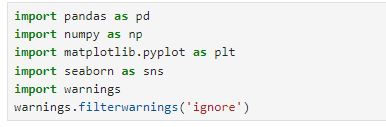 import pandas as pd
import numpy as np
import matplotlib.pyplot as plt
import seaborn as sns
import warnings
warnings.filterwarnings('ignore')